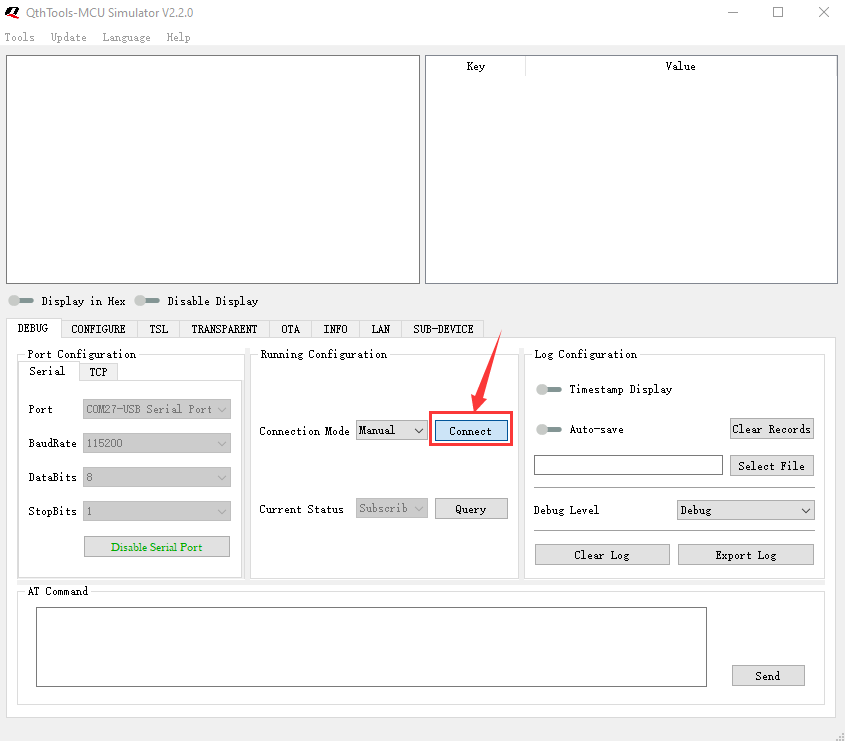 QthTools-MCU Simulator V2.2.0
Tools Update Language Help
Key Value
Display in Hex Disable Display
DEBUG CONFIGURE TSL TRANSPARENT OTA INFO LAN SUB-DEVICE
Port Configuration
Serial TCP
Port COM27-USB Serial Port
BaudRate 115200
DataBits 8
StopBits 1
Disable Serial Port
Running Configuration
Connection Mode Manual Connect
Current Status Subscrib Query
Log Configuration
Timestamp Display
Auto-save Clear Records
Select File
Debug Level Debug
Clear Log Export Log
AT Command
Send